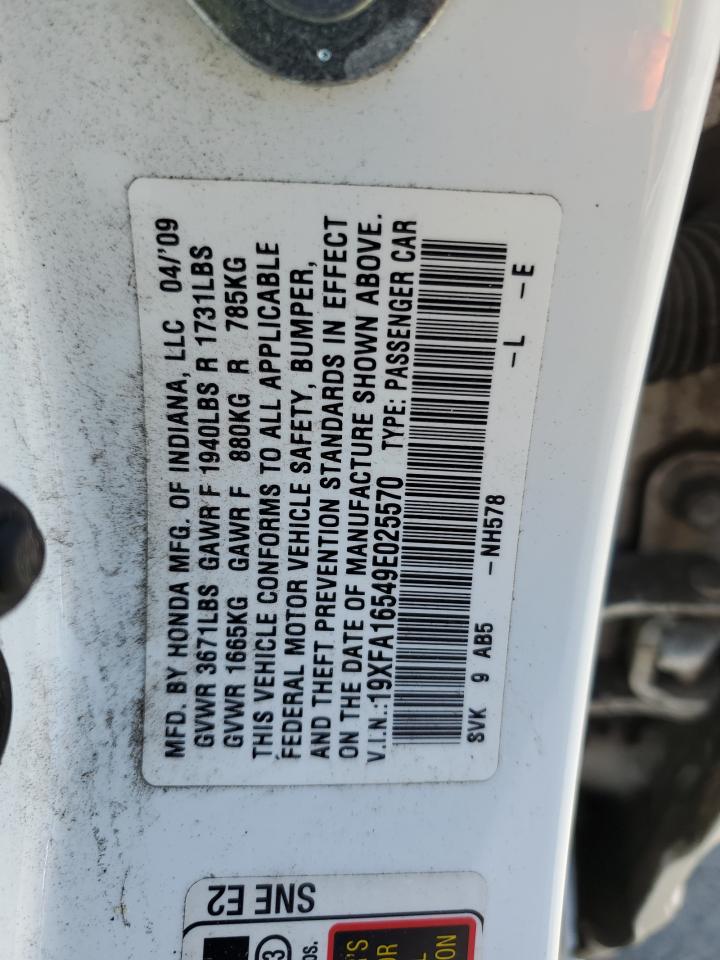 MFD. BY HONDA MFG. OF INDIANA, LLC 04/'09
GVWR 3671LBS GAWR F 1940LBS R 1731LBS
GVWR 1665KG GAWR F 880KG R 785KG
THIS VEHICLE CONFORMS TO ALL APPLICABLE
FEDERAL MOTOR VEHICLE SAFETY, BUMPER,
AND THEFT PREVENTION STANDARDS IN EFFECT
ON THE DATE OF MANUFACTURE SHOWN ABOVE.
V.I.N.:19XFA16549E025570 TYPE: PASSENGER CAR
SVK 9 AB5 -NH578 -L -E
SNE E2